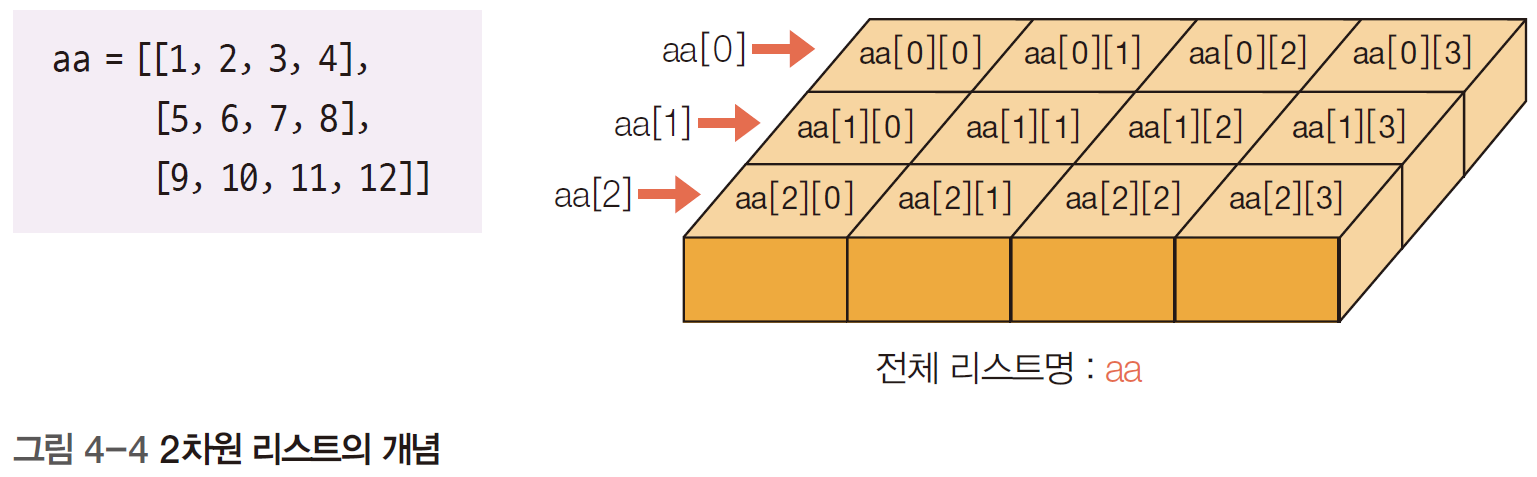 aa = [[1, 2, 3, 4],
[5, 6, 7, 8],
[9, 10, 11, 12]]
aa[0]
aa[0][0] aa[0][1] aa[0][2] aa[0][3]
aa[1]
aa[1][0] aa[1][1] aa[1][2] aa[1][3]
aa[2]
aa[2][0] aa[2][1] aa[2][2] aa[2][3]
전체 리스트명 : aa
그림 4-4 2차원 리스트의 개념